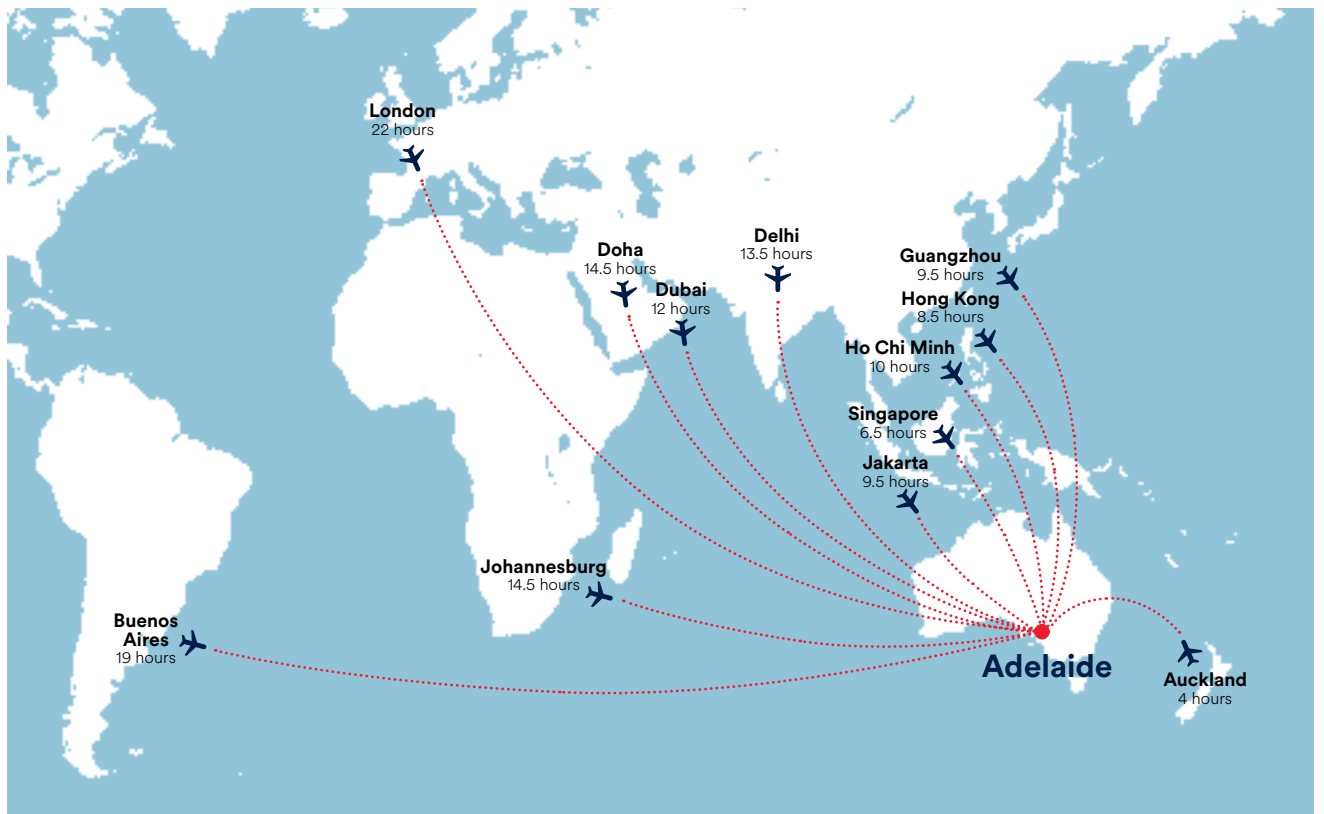 London
22 hours
Doha
14.5 hours
Dubai
12 hours
Delhi
13.5 hours
Guangzhou
9.5 hours
Hong Kong
8.5 hours
Ho Chi Minh
10 hours
Singapore
6.5 hours
Jakarta
9.5 hours
Johannesburg
14.5 hours
Buenos
Aires
19 hours
Adelaide
Auckland
4 hours